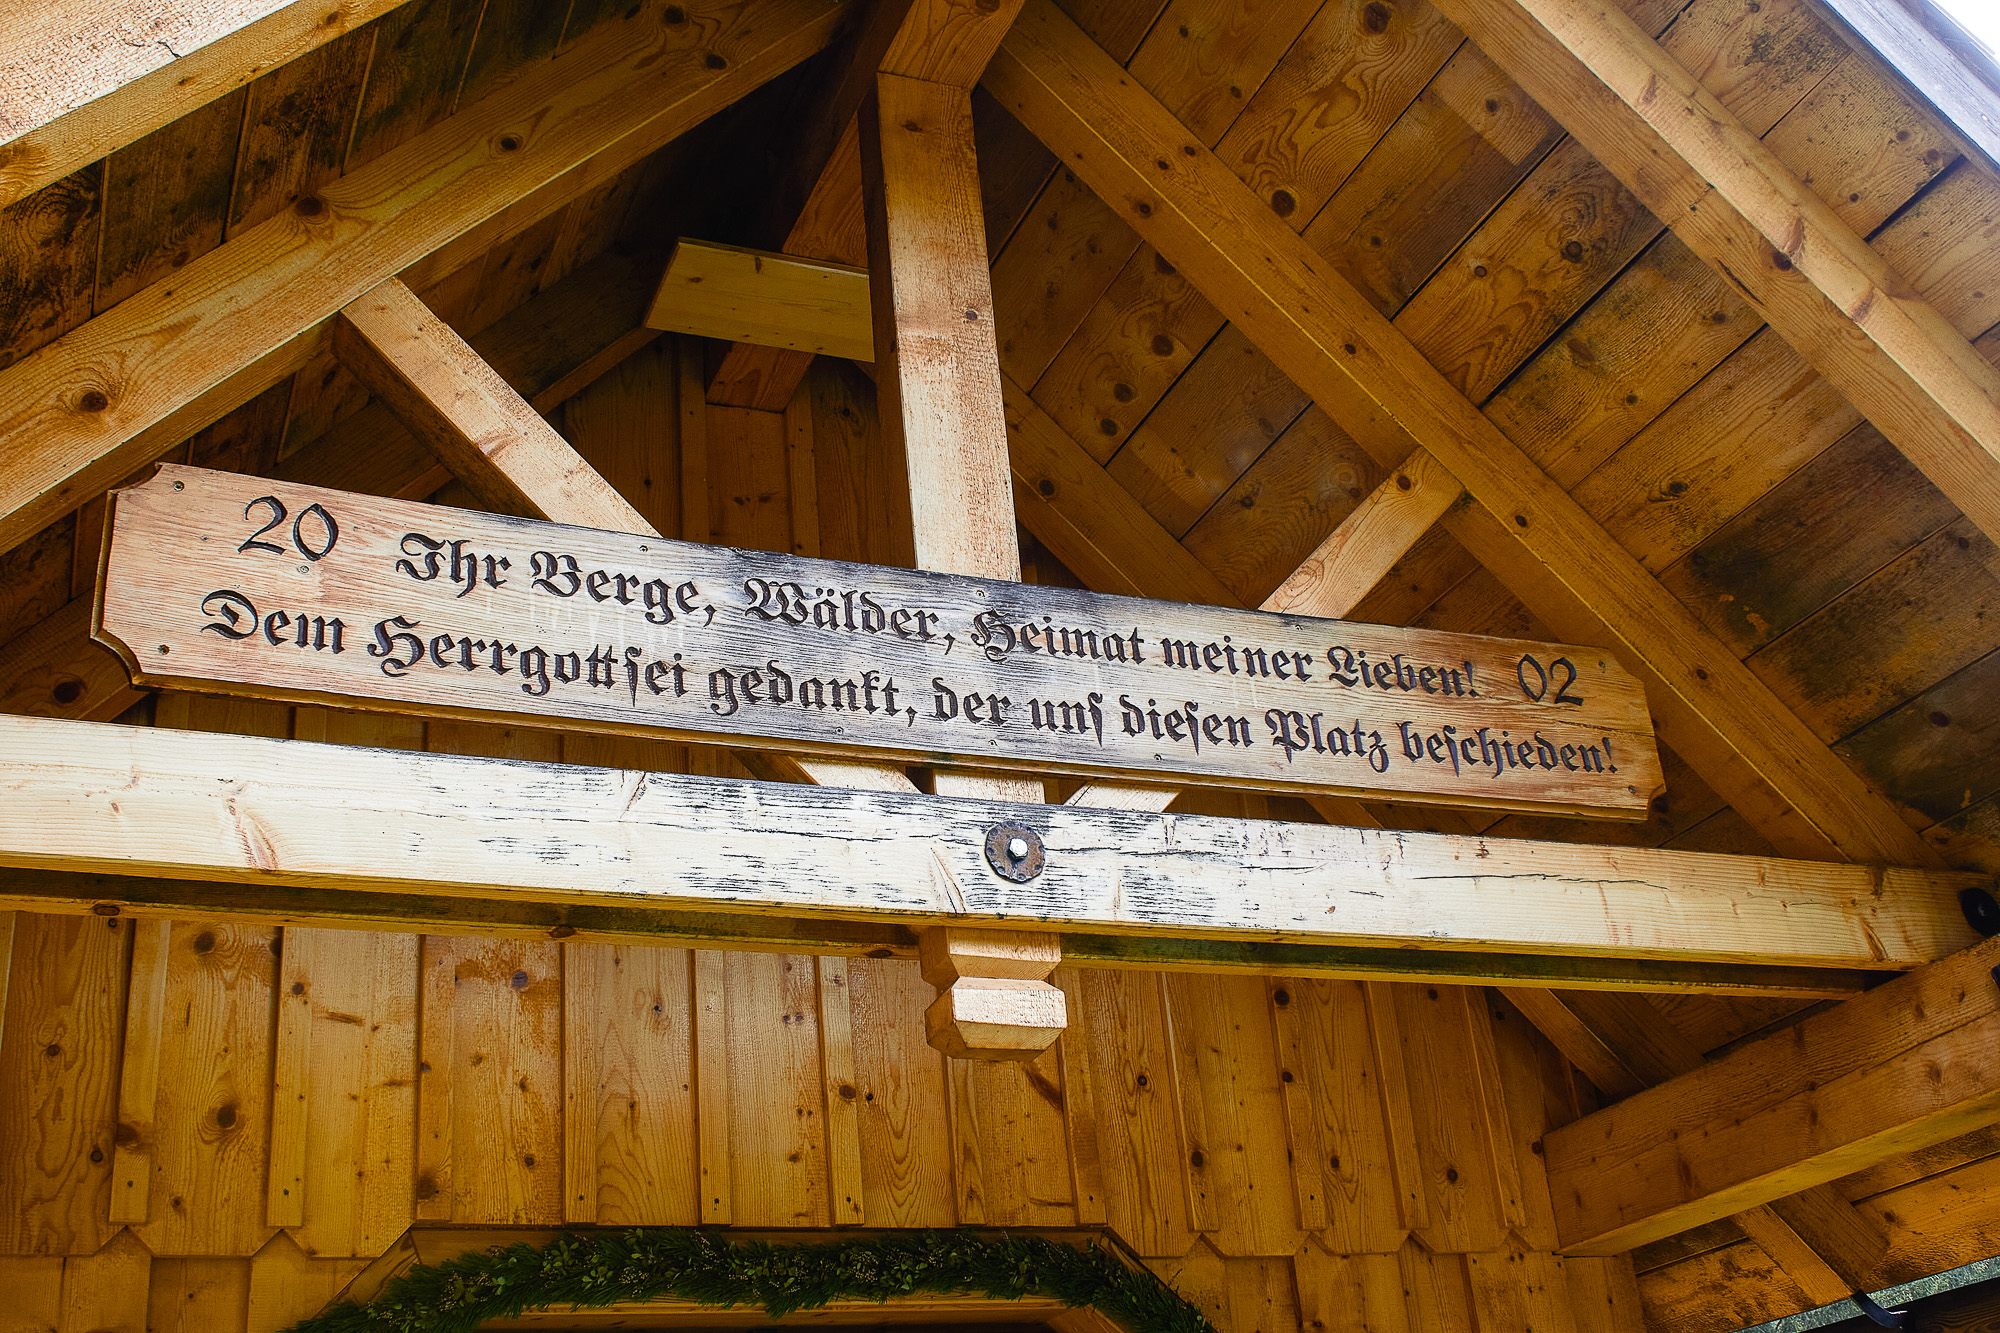 20 Ihr Berge, Wälder, Heimat meiner Lieben! 02
Dem Herrgott sei gedankt, der uns diesen Platz beschieden!